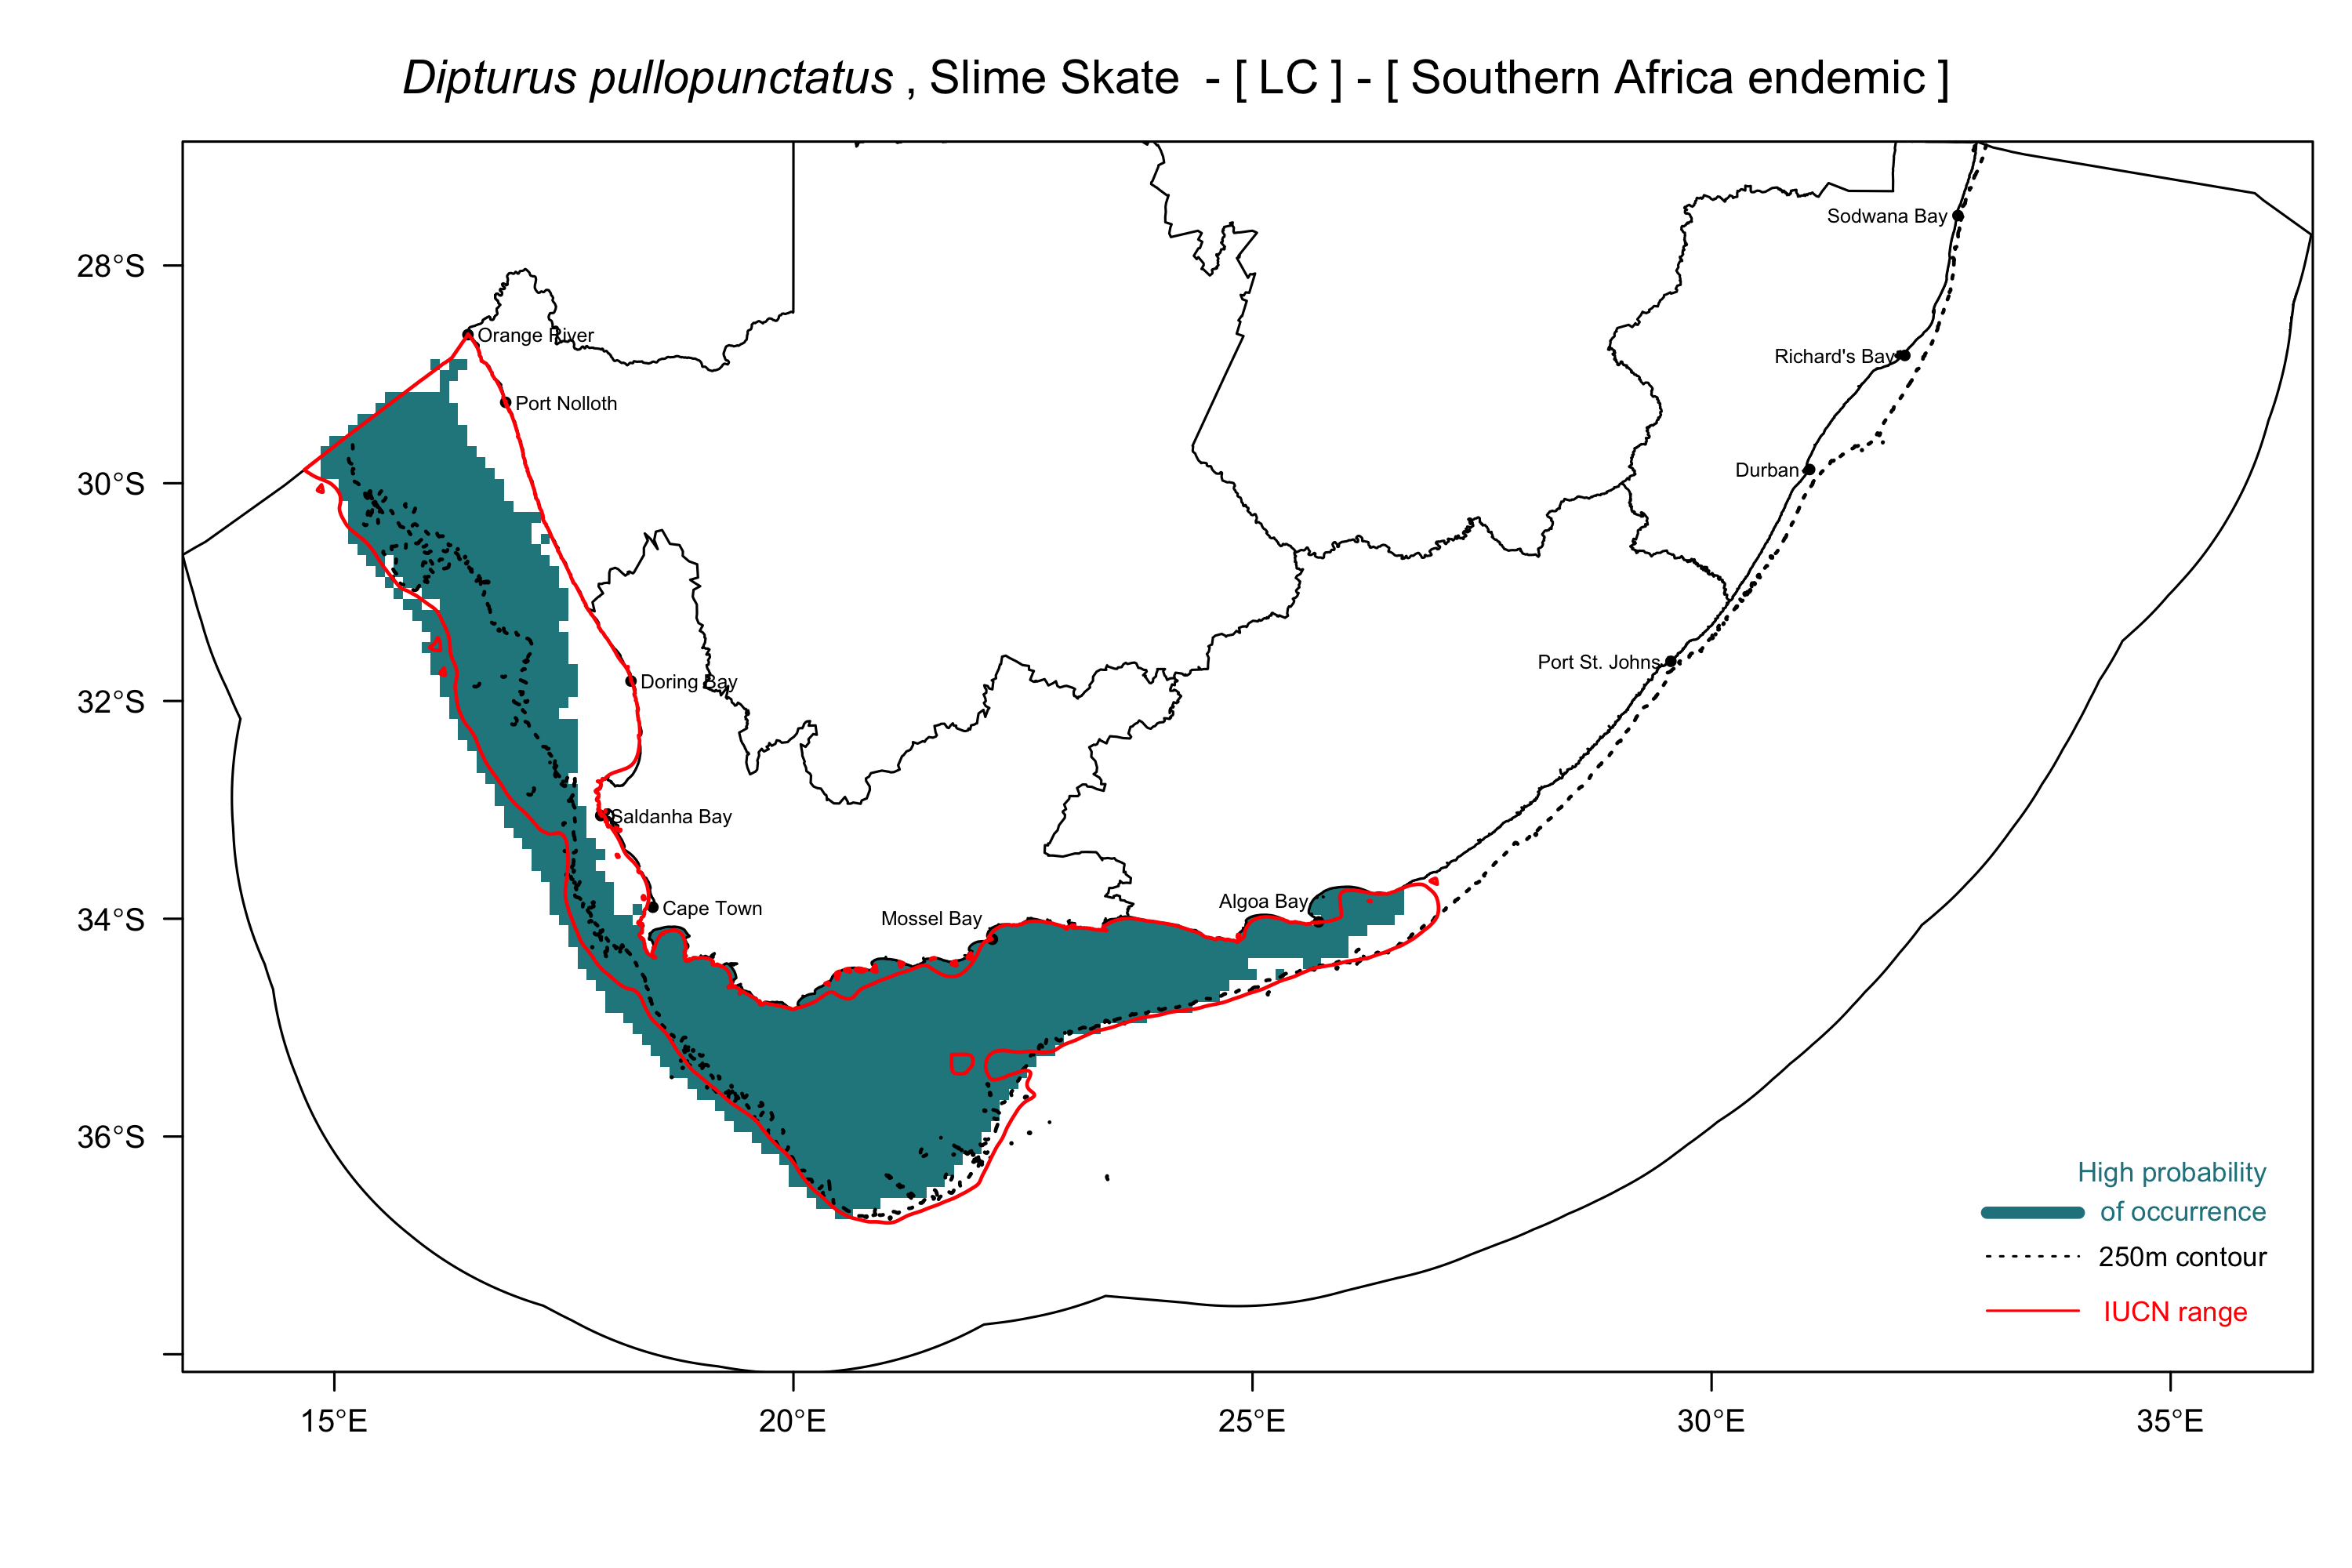 Dipturus pullopunctatus , Slime Skate - [ LC ] - [ Southern Africa endemic ]
Sodwana Bay
28°S
Orange River
Richard's Bay
Port Nolloth
Durban
30°S
Port St. Johns
Doring Bay
32°S
Saldanha Bay
Algoa Bay
Cape Town
Mossel Bay
34°S
36°S
High probability
of occurrence
250m contour
IUCN range
15°E
20°E
25°E
30°E
35°E